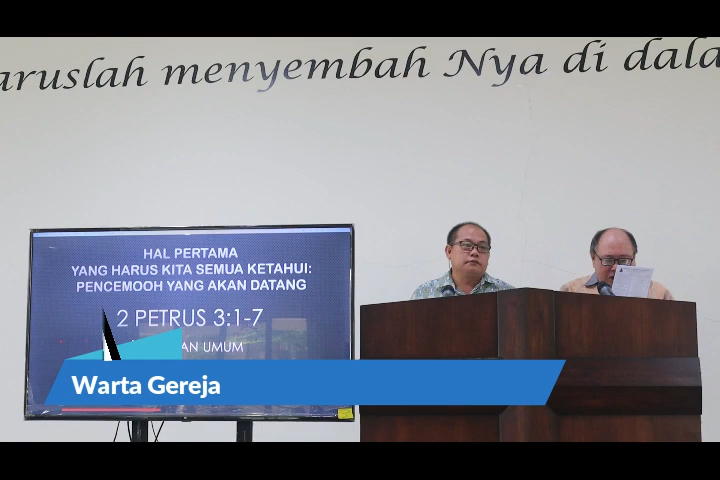 aruslah menyembah Nya di dala
HAL PERTAMA
YANG HARUS KITA SEMUA KETAHUI:
PENCEMOOH YANG AKAN DATANG
2 PETRUS 3:1-7
AN UMUM
Warta Gereja